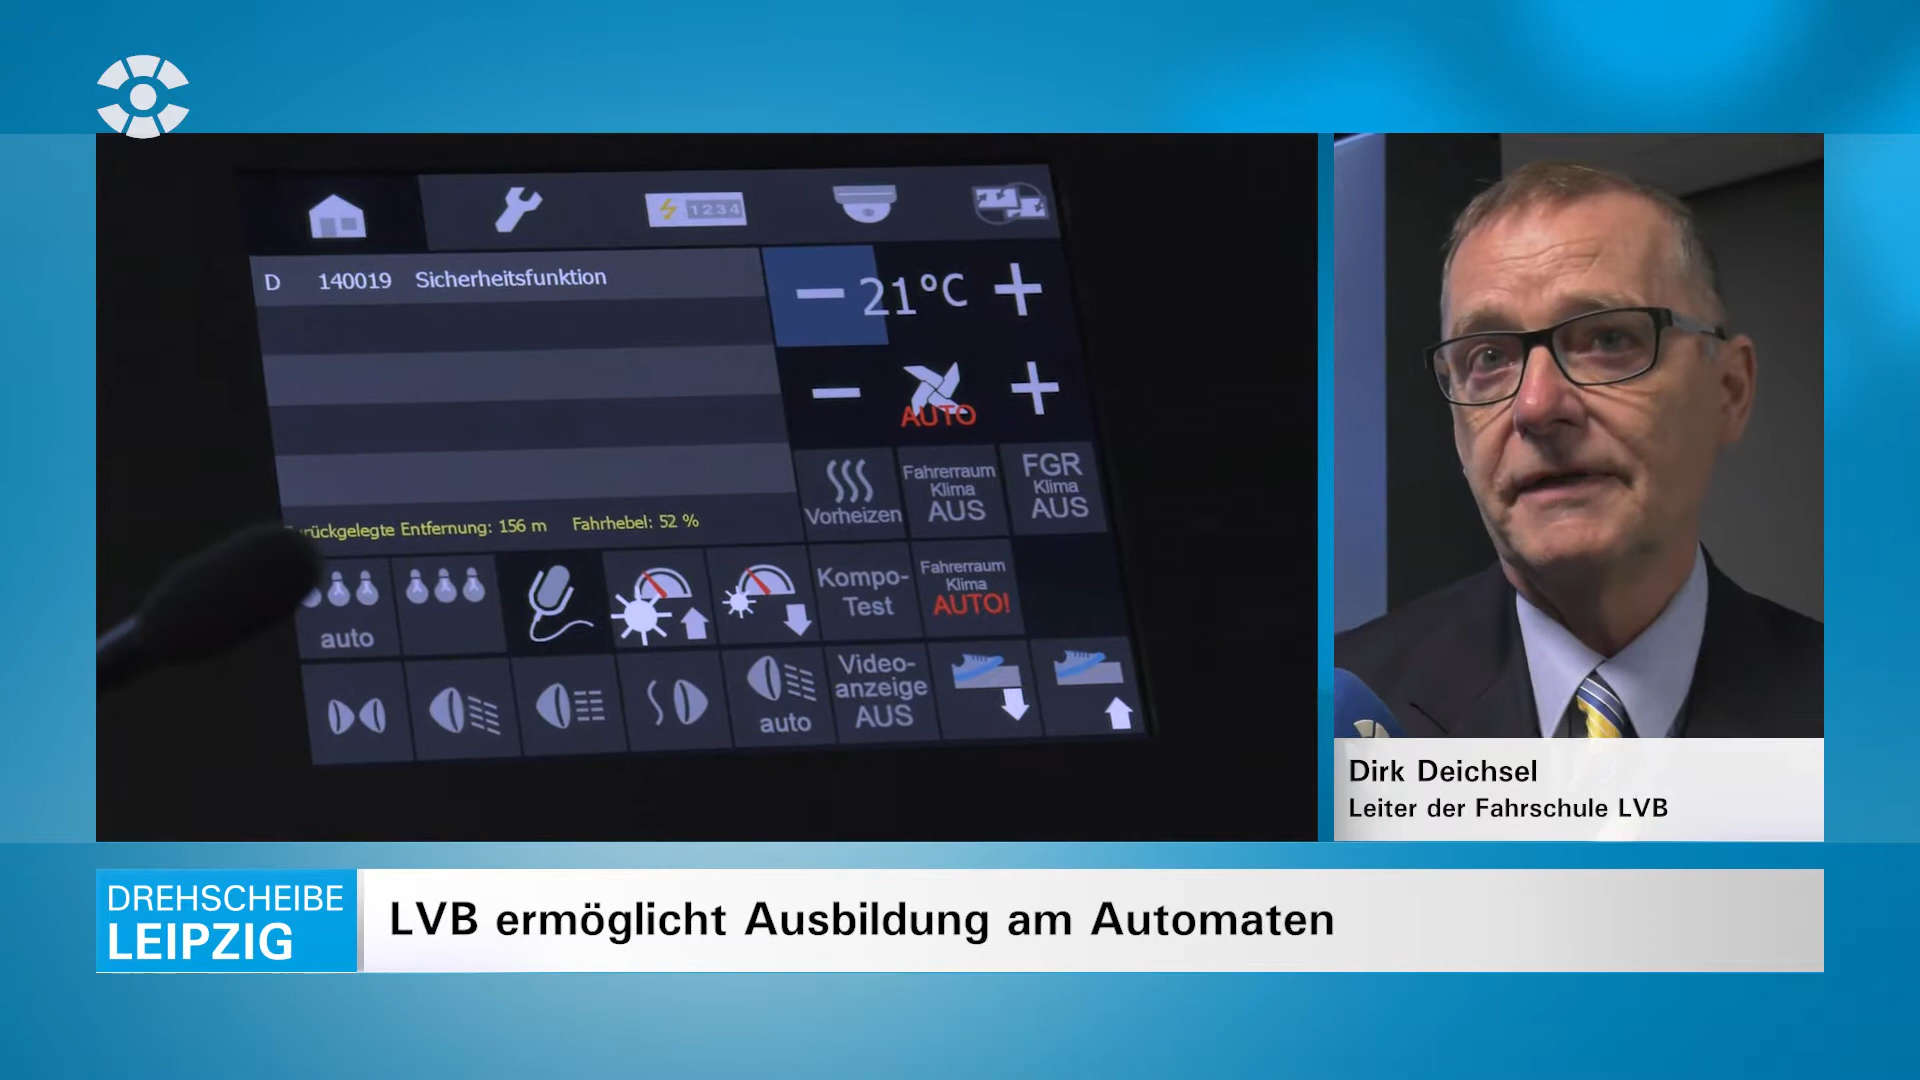 1234
D 140019 Sicherheitsfunktion
21°C
AUTO
Vorheizen
Fahrerraum
Klima
AUS
FGR
Klima
AUS
Entfernung: 156 m Fahrhebel: 52 %
auto
Kompo-
Test
Fahrerraum
Klima
AUTO!
auto
Video-
anzeige
AUS
Dirk Deichsel
Leiter der Fahrschule LVB
DREHSCHEIBE
LEIPZIG
LVB ermöglicht Ausbildung am Automaten